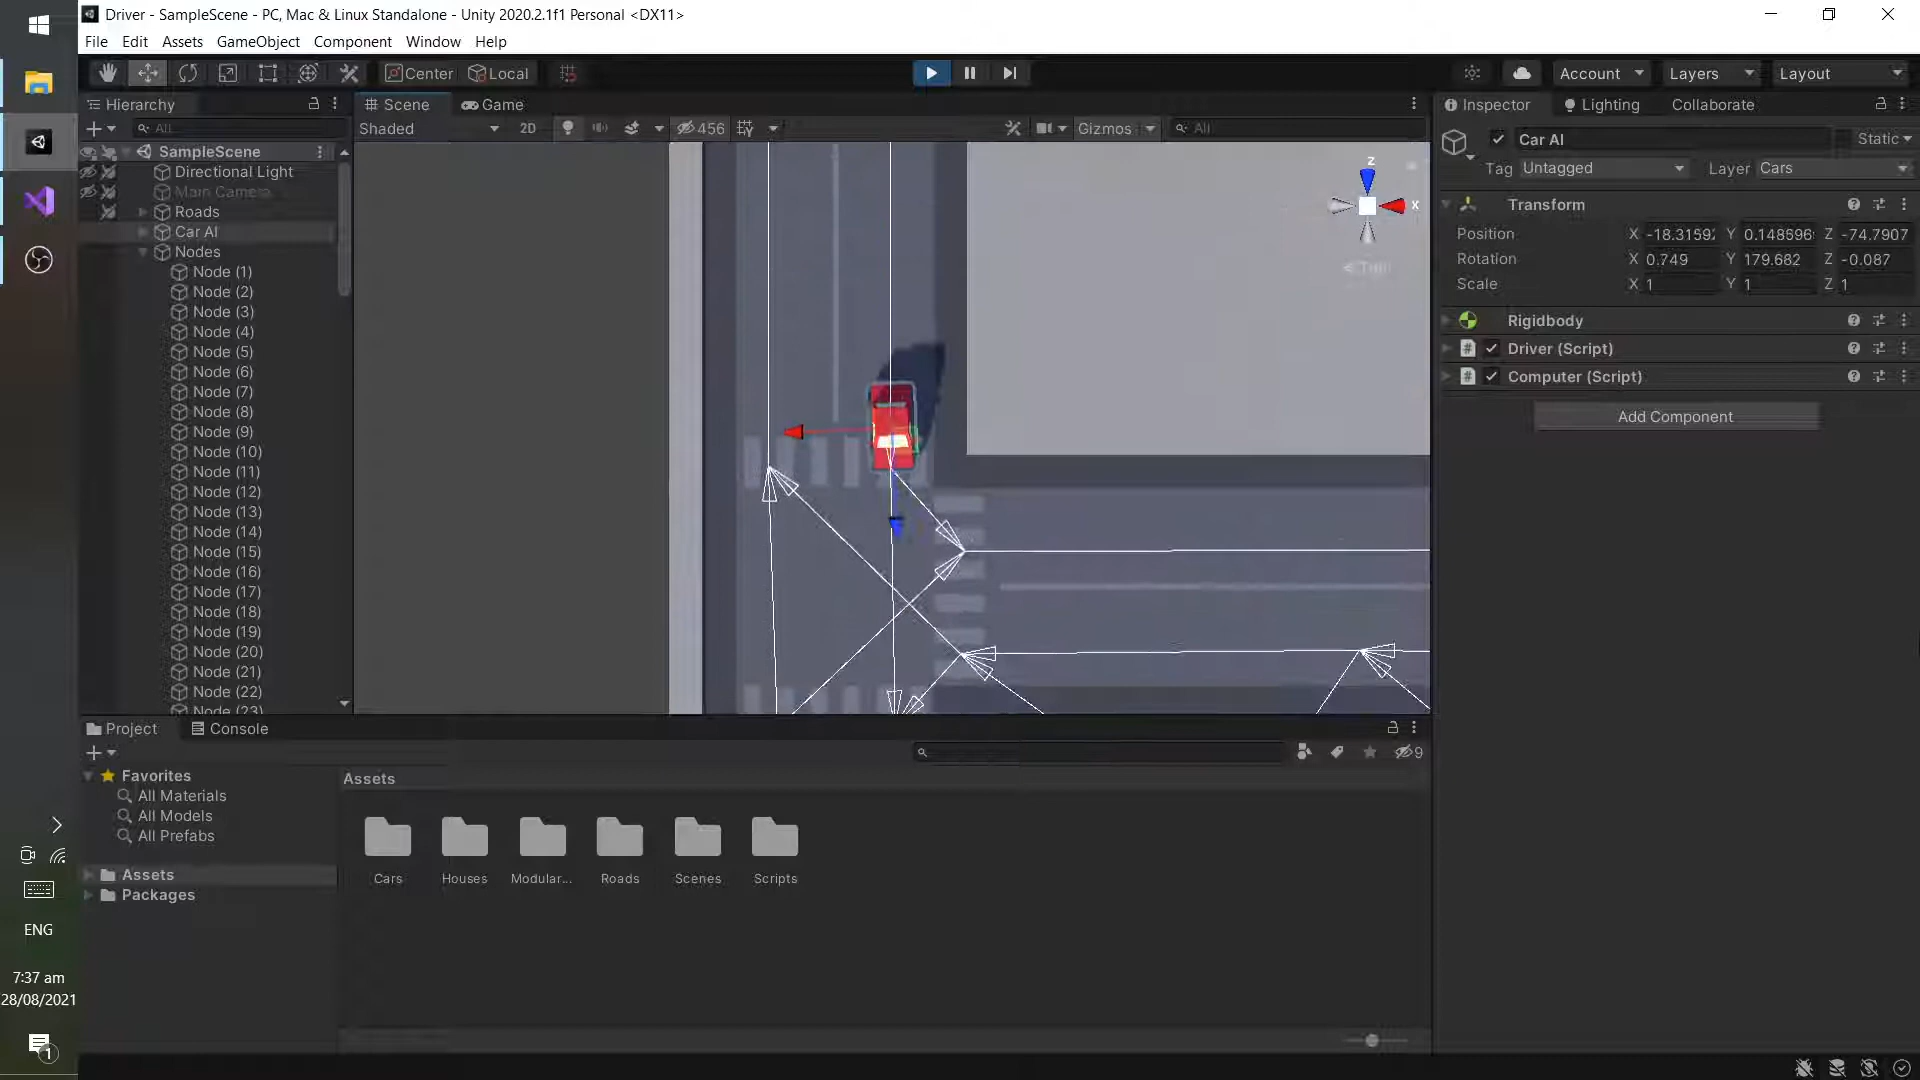 Driver - SampleScene - PC, Mac & Linux Standalone - Unity 2020.2.1f1 Personal <DX11>
File Edit Assets GameObject Component Window Help
Center Local Account Layers Layout
Hierarchy
Scene Game
Inspector Lighting Collaborate
All
Shaded 2D 456 Gizmos All
SampleScene
Directional Light
Main Camera
Roads
Car AI
Nodes
Node (1)
Node (2)
Node (3)
Node (4)
Node (5)
Node (6)
Node (7)
Node (8)
Node (9)
Node (10)
Node (11)
Node (12)
Node (13)
Node (14)
Node (15)
Node (16)
Node (17)
Node (18)
Node (19)
Node (20)
Node (21)
Node (22)
Node (23)
z
x
Car AI Static
Tag Untagged Layer Cars
Transform
Position X -18.3159 Y 0.148596 Z -74.7907
Rotation X 0.749 Y 179.682 Z -0.087
Scale X 1 Y 1 Z 1
Rigidbody
Driver (Script)
Computer (Script)
Add Component
Project Console
9
Favorites
All Materials
All Models
All Prefabs
Assets
Packages
Assets
Cars Houses Modular... Roads Scenes Scripts
ENG
7:37 am
28/08/2021
1